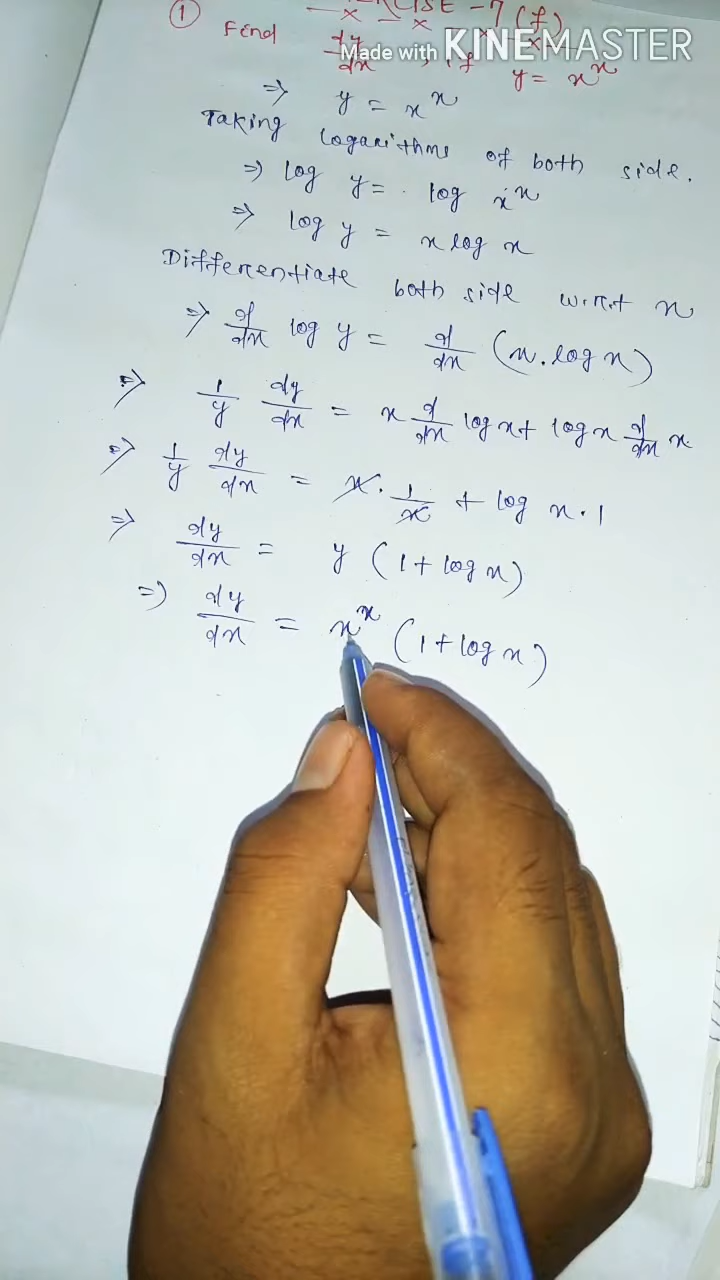 CISE - 7 (f)
① Find dy/dx, if y = x^x
Made with KINEMASTER
⇒ y = x^x
Taking logarithms of both side.
⇒ log y = log x^x
⇒ log y = x log x
Differentiate both side w.r.t x
⇒ d/dx log y = d/dx (x . log x)
⇒ 1/y dy/dx = x d/dx log x + log x d/dx x
⇒ 1/y dy/dx = x . 1/x + log x . 1
⇒ dy/dx = y (1 + log x)
⇒ dy/dx = x^x (1 + log x)